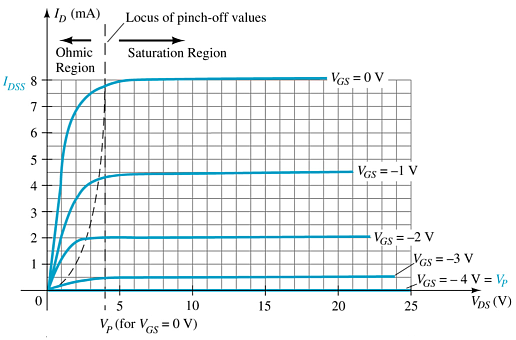 I_D (mA)
Locus of pinch-off values
Ohmic
Region
Saturation Region
I_DSS
8
7
6
5
4
3
2
1
0
5
10
15
20
25
V_GS = 0 V
V_GS = –1 V
V_GS = –2 V
V_GS = –3 V
V_GS = – 4 V = V_P
V_DS (V)
V_P (for V_GS = 0 V)